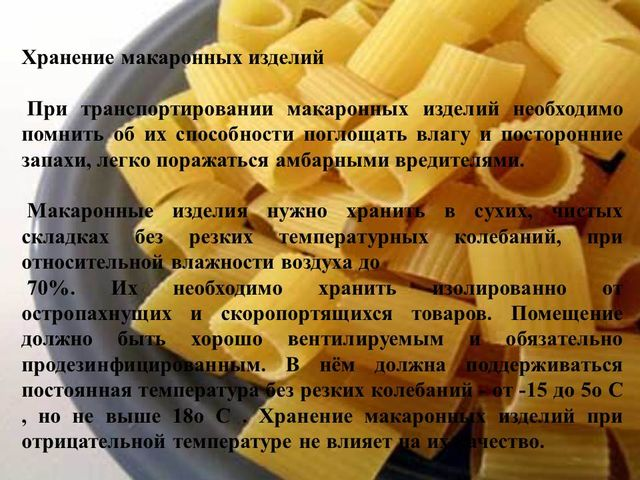 Хранение макаронных изделий
При транспортировании макаронных изделий необходимо
помнить об их способности поглощать влагу и посторонние
запахи, легко поражаться амбарными вредителями.
Макаронные изделия нужно хранить в сухих, чистых
складках без резких температурных колебаний, при
относительной влажности воздуха до
70%. Их необходимо хранить изолированно от
остропахнущих и скоропортящихся товаров. Помещение
должно быть хорошо вентилируемым и обязательно
продезинфицированным. В нём должна поддерживаться
постоянная температура без резких колебаний - от -15 до 5о С
, но не выше 18о С . Хранение макаронных изделий при
отрицательной температуре не влияет на их качество.